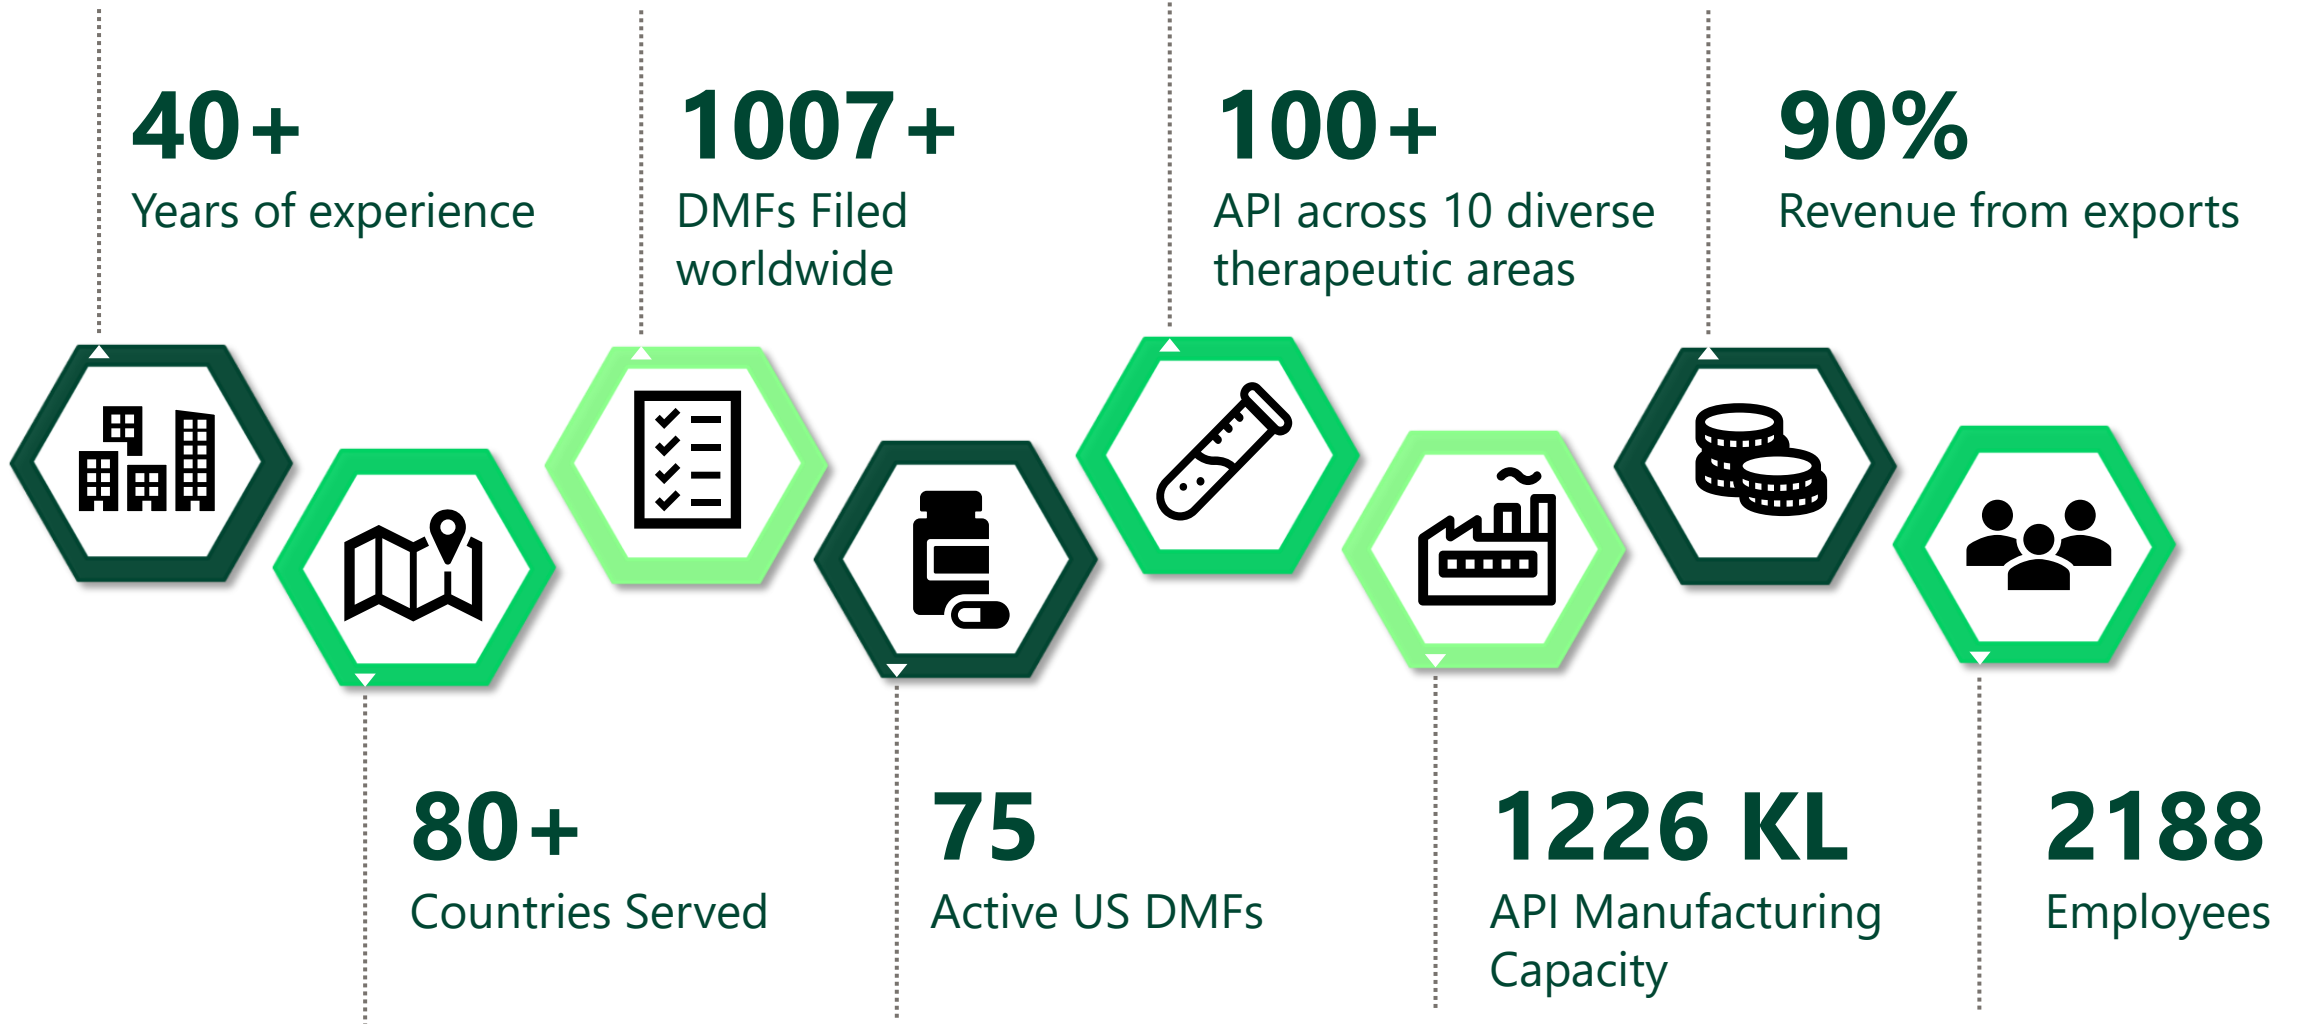 40+
Years of experience
1007+
DMFs Filed
worldwide
100+
API across 10 diverse
therapeutic areas
90%
Revenue from exports
80+
Countries Served
75
Active US DMFs
1226 KL
API Manufacturing
Capacity
2188
Employees